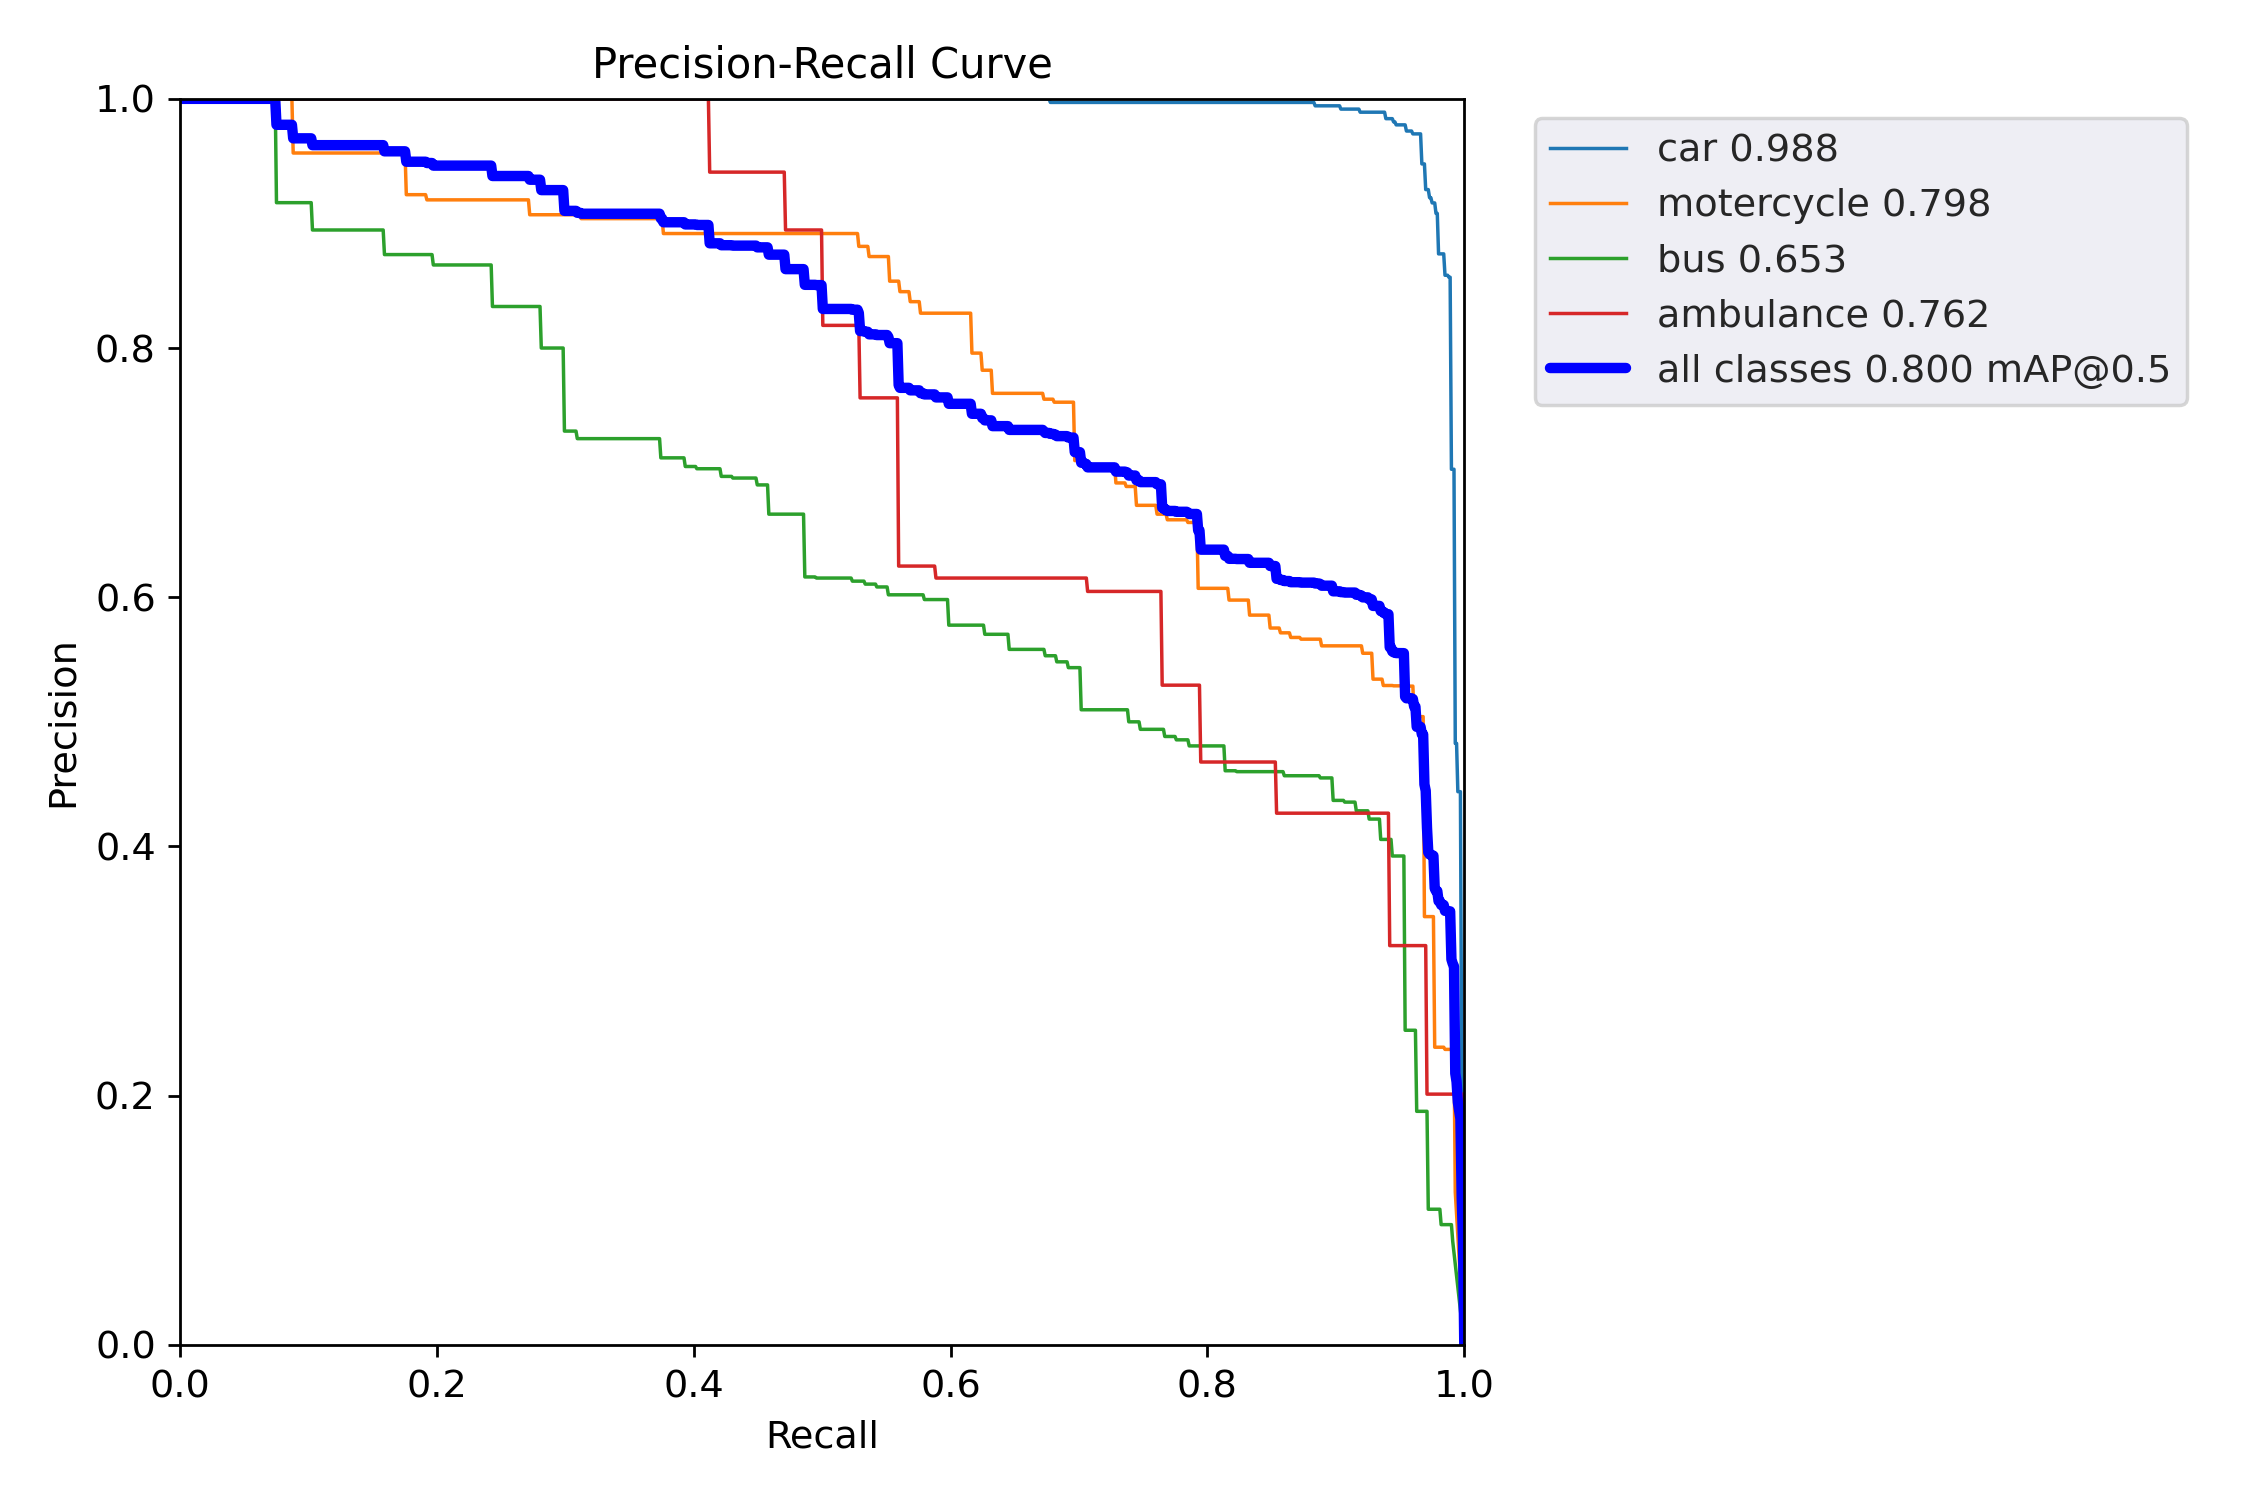 Precision-Recall Curve
1.0
0.8
0.6
0.4
0.2
0.0
Precision
0.0 0.2 0.4 0.6 0.8 1.0
Recall
car 0.988
motercycle 0.798
bus 0.653
ambulance 0.762
all classes 0.800 mAP@0.5